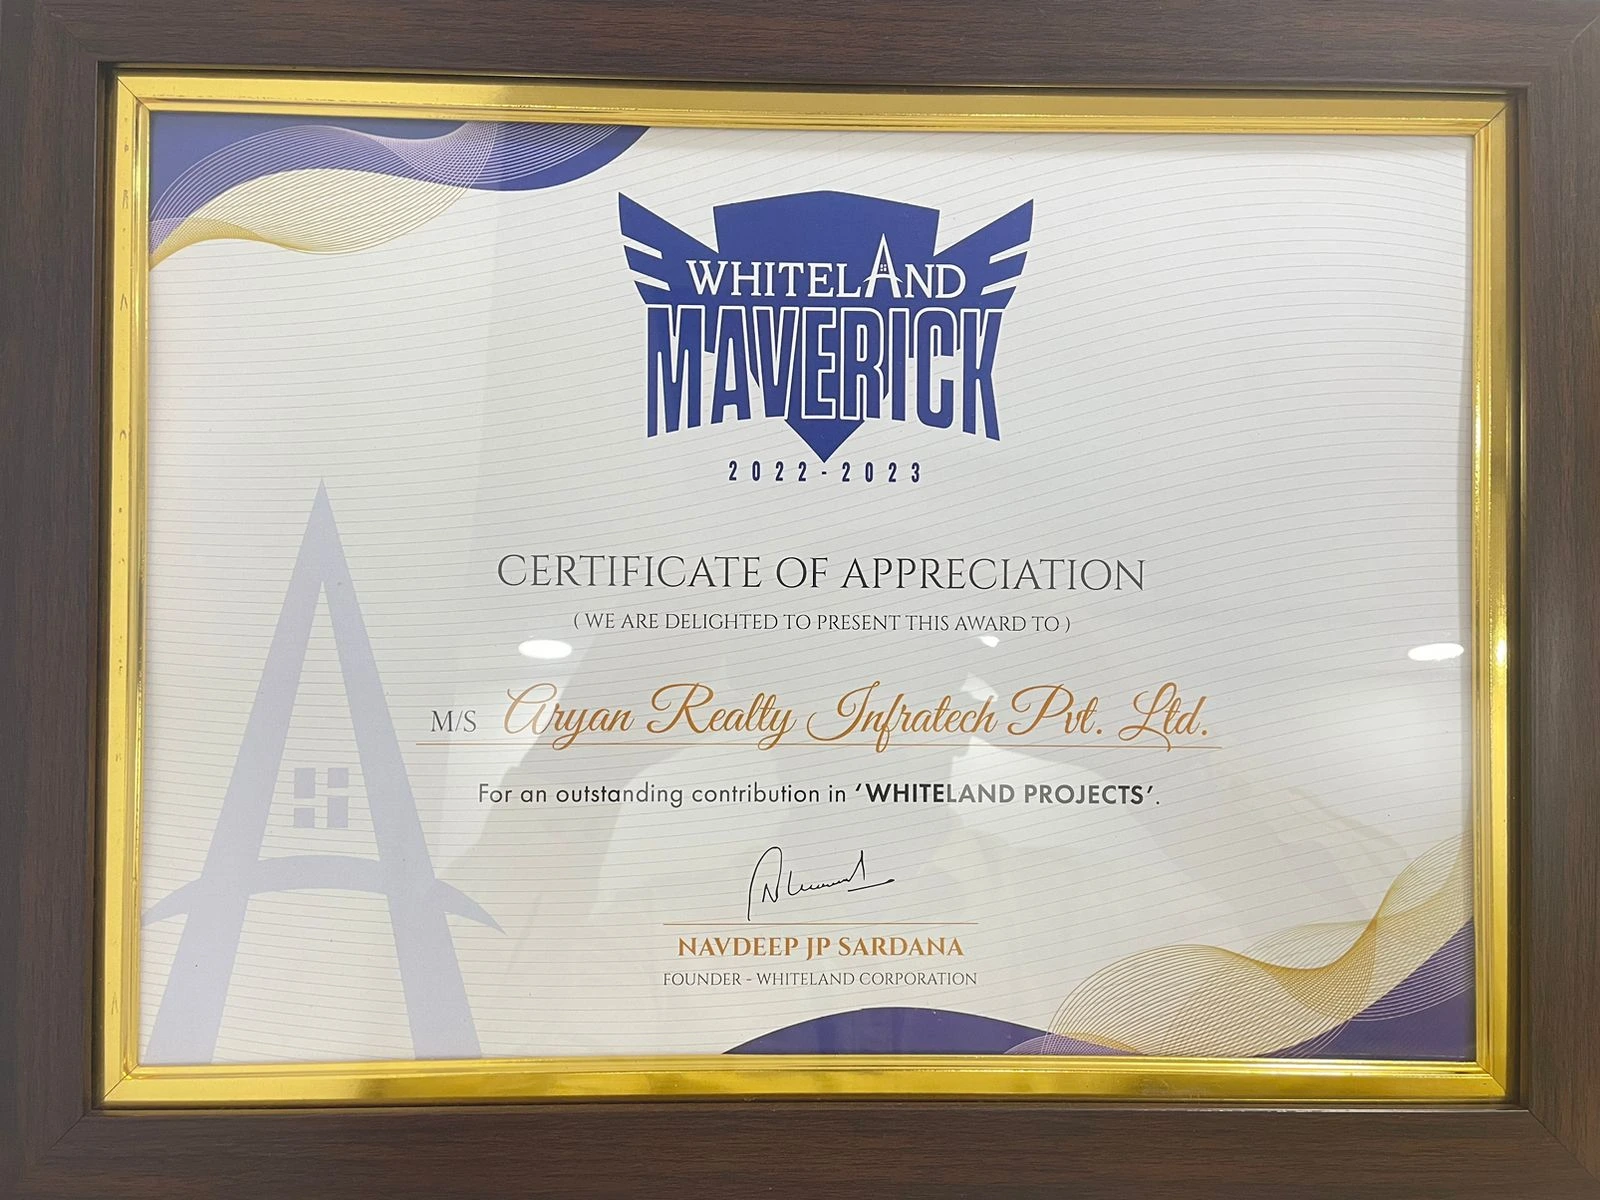 WHITELAND
MAVERICK
2022-2023
CERTIFICATE OF APPRECIATION
( WE ARE DELIGHTED TO PRESENT THIS AWARD TO )
M/S Aryan Realty Infratech Pvt. Ltd.
For an outstanding contribution in ‘WHITELAND PROJECTS’.
NAVDEEP JP SARDANA
FOUNDER - WHITELAND CORPORATION